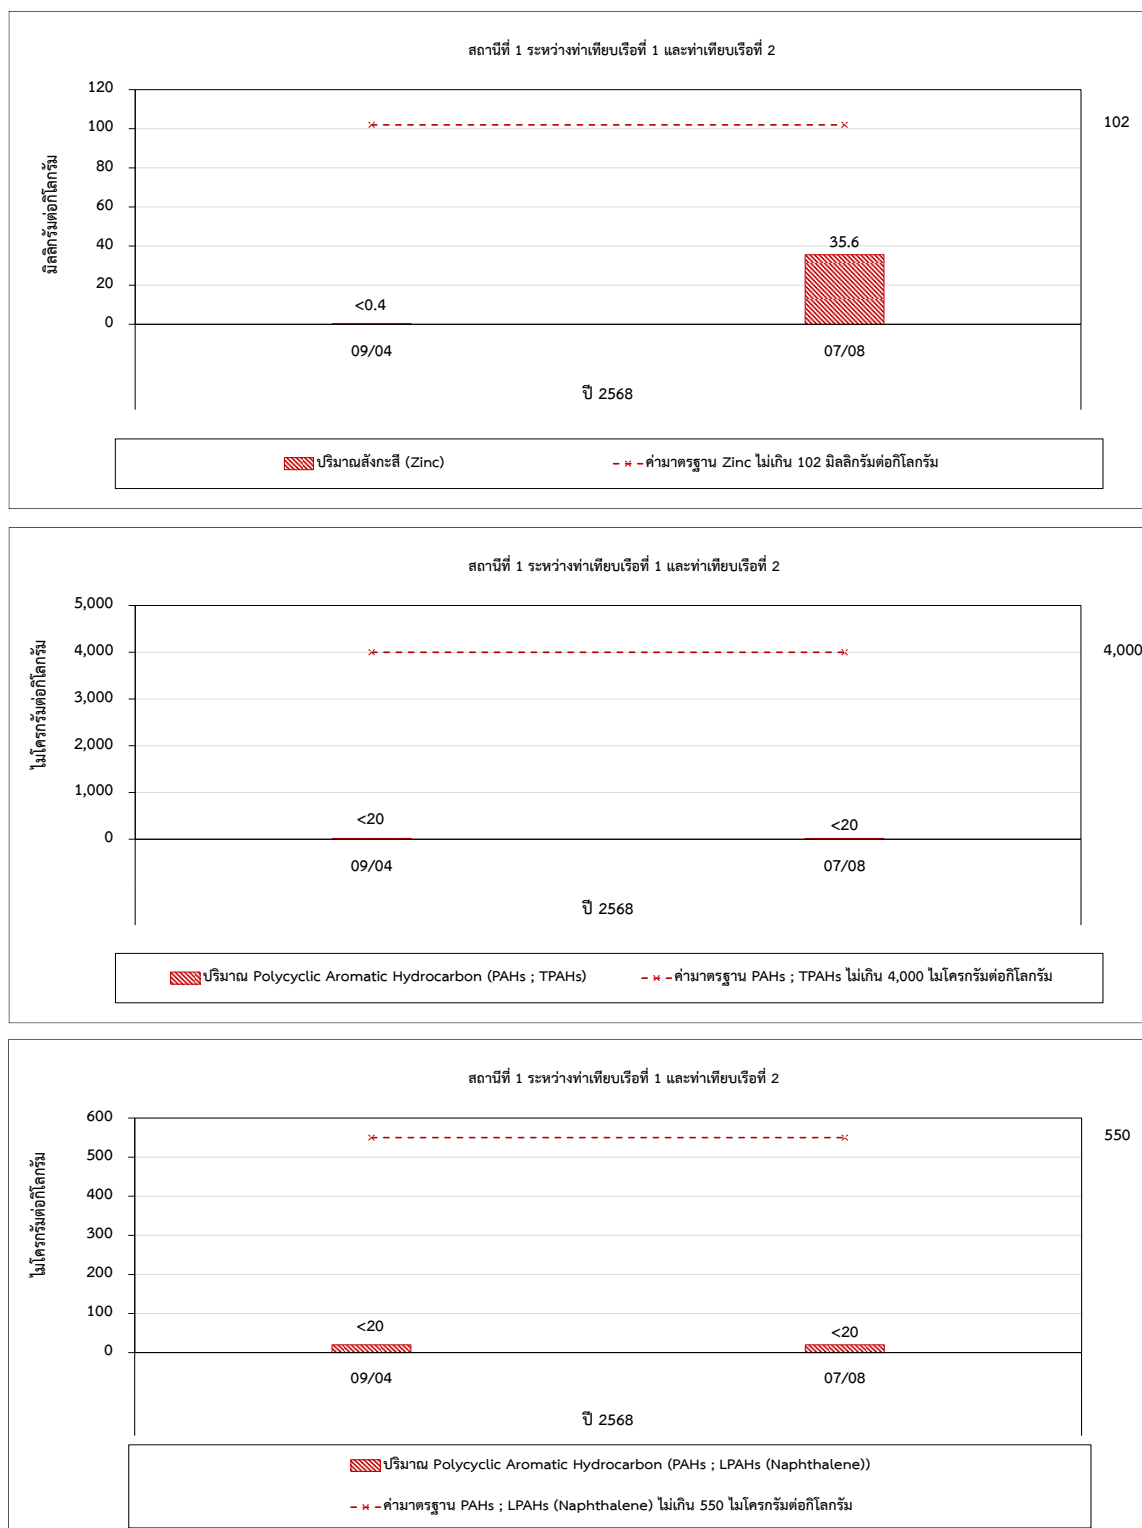 สถานีที่ 1 ระหว่างท่าเทียบเรือที่ 1 และท่าเทียบเรือที่ 2
มิลลิกรัมต่อกิโลกรัม
120
100
80
60
40
20
0
102
<0.4
35.6
09/04
07/08
ปี 2568
ปริมาณสังกะสี (Zinc)
ค่ามาตรฐาน Zinc ไม่เกิน 102 มิลลิกรัมต่อกิโลกรัม
สถานีที่ 1 ระหว่างท่าเทียบเรือที่ 1 และท่าเทียบเรือที่ 2
ไมโครกรัมต่อกิโลกรัม
5,000
4,000
3,000
2,000
1,000
0
4,000
<20
<20
09/04
07/08
ปี 2568
ปริมาณ Polycyclic Aromatic Hydrocarbon (PAHs ; TPAHs)
ค่ามาตรฐาน PAHs ; TPAHs ไม่เกิน 4,000 ไมโครกรัมต่อกิโลกรัม
สถานีที่ 1 ระหว่างท่าเทียบเรือที่ 1 และท่าเทียบเรือที่ 2
ไมโครกรัมต่อกิโลกรัม
600
500
400
300
200
100
0
550
<20
<20
09/04
07/08
ปี 2568
ปริมาณ Polycyclic Aromatic Hydrocarbon (PAHs ; LPAHs (Naphthalene))
ค่ามาตรฐาน PAHs ; LPAHs (Naphthalene) ไม่เกิน 550 ไมโครกรัมต่อกิโลกรัม